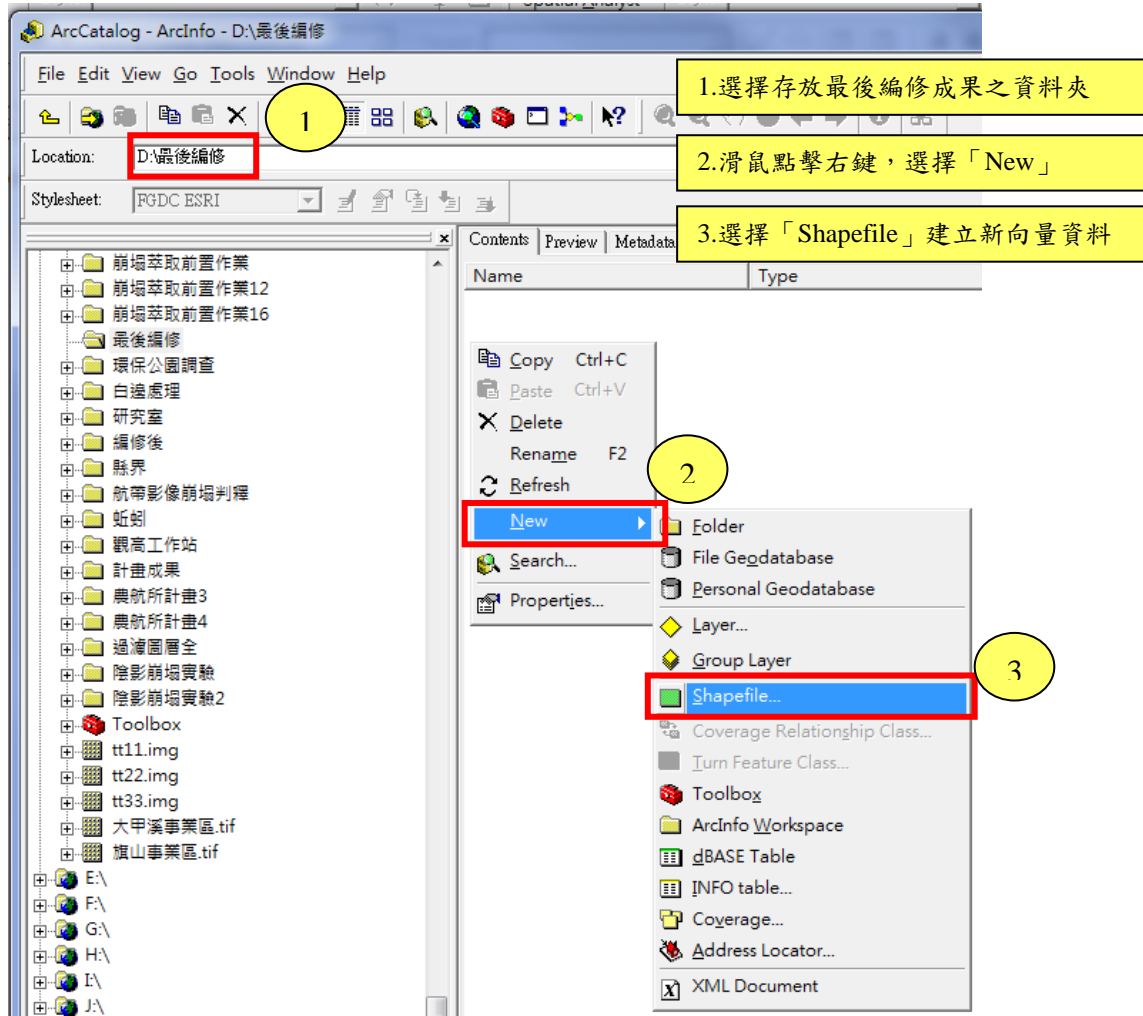 Spatial Analyst
ArcCatalog - ArcInfo - D:\最後編修
File Edit View Go Tools Window Help
1
Location: D:\最後編修
Stylesheet: FGDC ESRI
1.選擇存放最後編修成果之資料夾
2.滑鼠點擊右鍵，選擇「New」
3.選擇「Shapefile」建立新向量資料
Contents Preview Metadata
Name Type
崩塌萃取前置作業
崩塌萃取前置作業12
崩塌萃取前置作業16
最後編修
環保公園調查
白邊處理
研究室
編修後
縣界
航帶影像崩塌判釋
蚯蚓
觀高工作站
計畫成果
農航所計畫3
農航所計畫4
過濾圖層全
陰影崩塌實驗
陰影崩塌實驗2
Toolbox
tt11.img
tt22.img
tt33.img
大甲溪事業區.tif
旗山事業區.tif
E:\
F:\
G:\
H:\
I:\
J:\
Copy Ctrl+C
Paste Ctrl+V
Delete
Rename F2
Refresh
New
Search...
Properties...
2
Folder
File Geodatabase
Personal Geodatabase
Layer...
Group Layer
Shapefile...
3
Coverage Relationship Class...
Turn Feature Class...
Toolbox
ArcInfo Workspace
dBASE Table
INFO table...
Coverage...
Address Locator...
XML Document